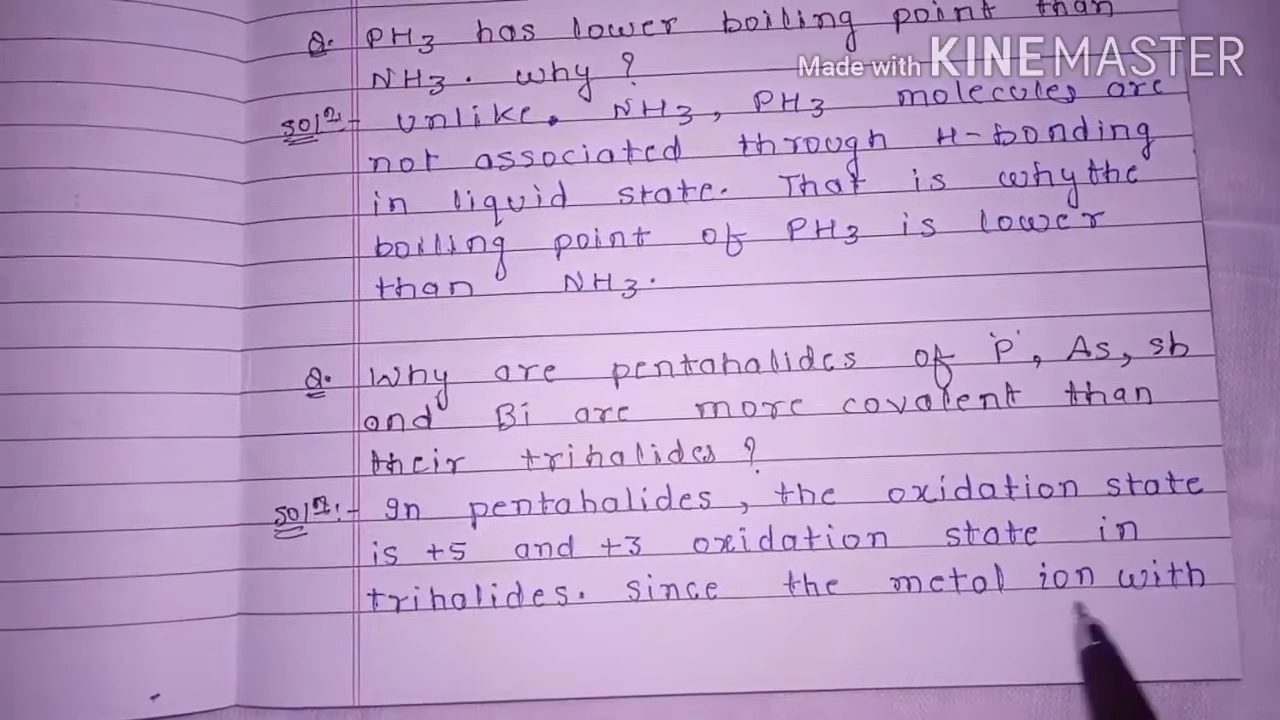 Q. PH3 has lower boiling point than
Made with KINEMASTER
NH3. Why?
Sol^n:- Unlike. NH3, PH3 molecules are
not associated through H-bonding
in liquid state. That is why the
boiling point of PH3 is lower
than NH3.
Q. Why are pentahalides of 'P', As, Sb
and Bi are more covalent than
their trihalides?
Sol^n:- In pentahalides, the oxidation state
is +5 and +3 oxidation state in
trihalides. Since the metal ion with